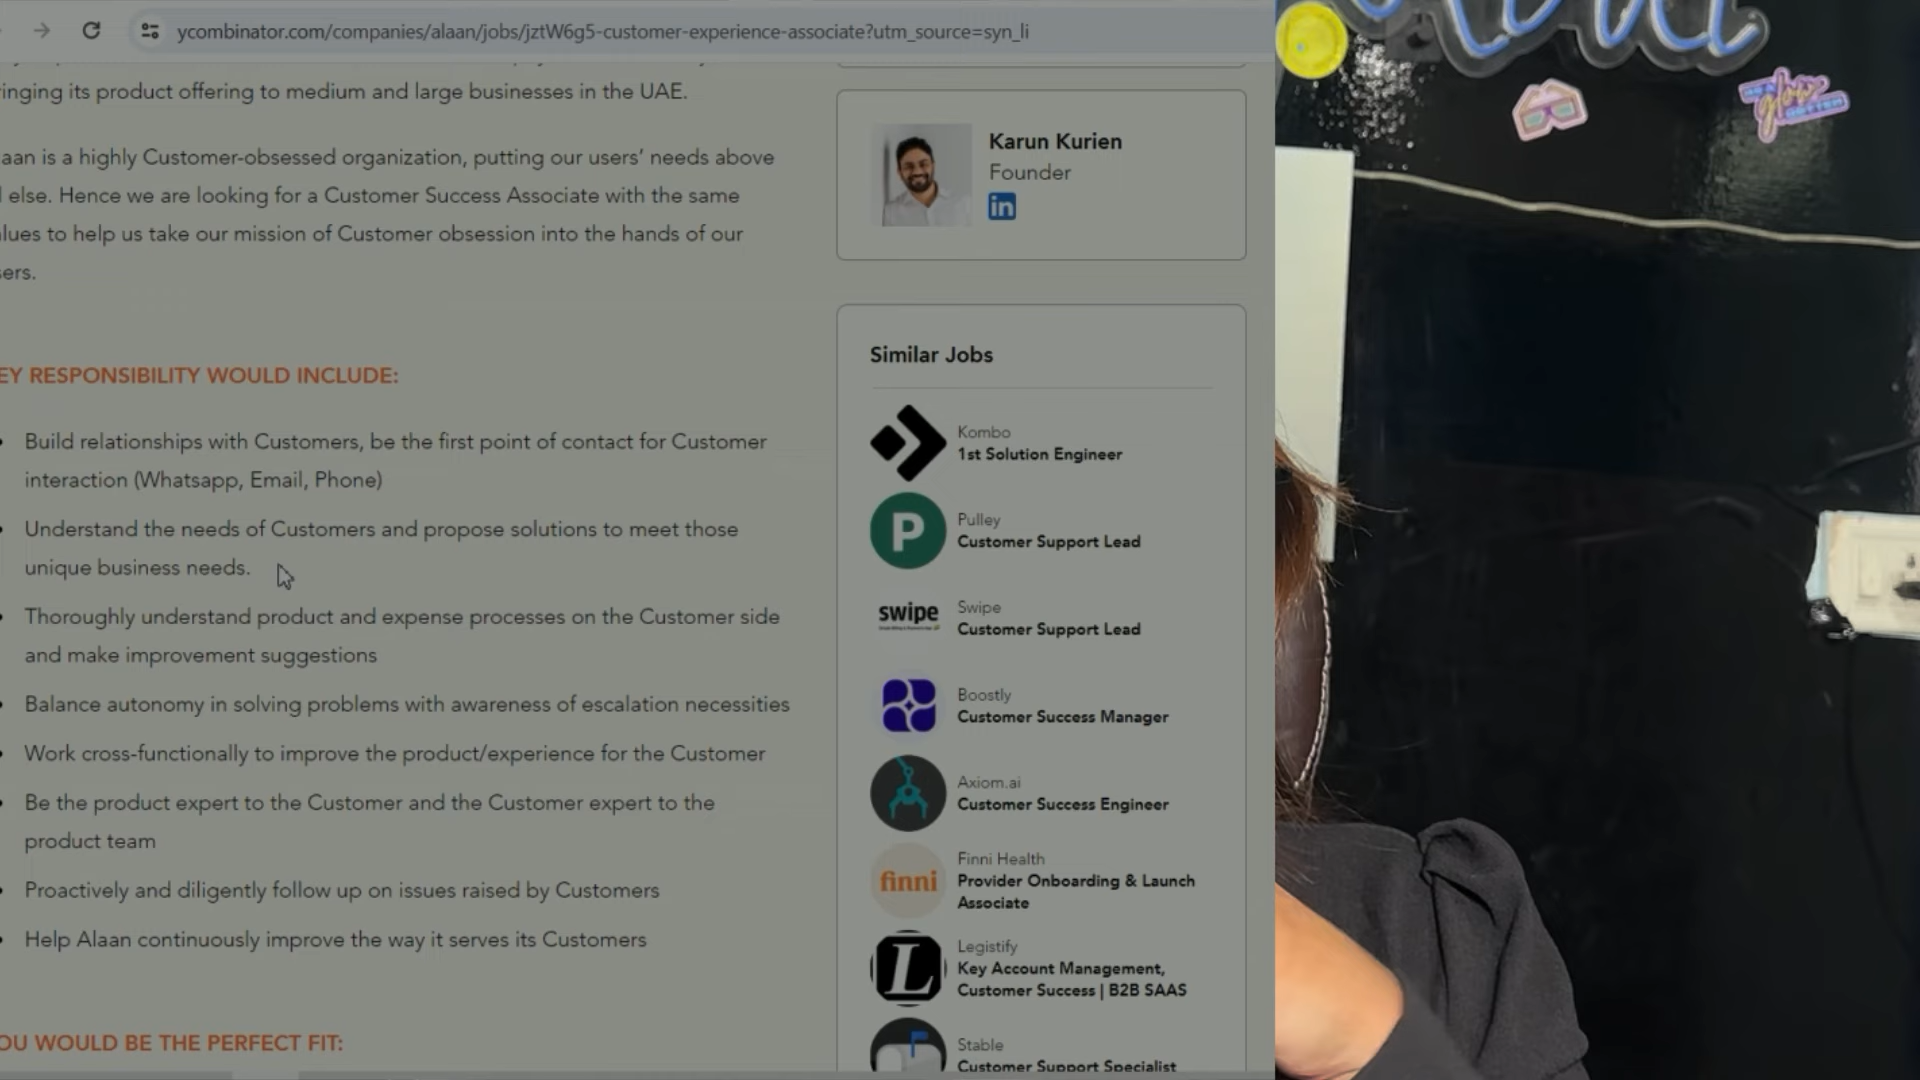 ycombinator.com/companies/alaan/jobs/jztW6g5-customer-experience-associate?utm_source=syn_li
inging its product offering to medium and large businesses in the UAE.
laan is a highly Customer-obsessed organization, putting our users’ needs above
l else. Hence we are looking for a Customer Success Associate with the same
lues to help us take our mission of Customer obsession into the hands of our
sers.
EY RESPONSIBILITY WOULD INCLUDE:
Build relationships with Customers, be the first point of contact for Customer
interaction (Whatsapp, Email, Phone)
Understand the needs of Customers and propose solutions to meet those
unique business needs.
Thoroughly understand product and expense processes on the Customer side
and make improvement suggestions
Balance autonomy in solving problems with awareness of escalation necessities
Work cross-functionally to improve the product/experience for the Customer
Be the product expert to the Customer and the Customer expert to the
product team
Proactively and diligently follow up on issues raised by Customers
Help Alaan continuously improve the way it serves its Customers
OU WOULD BE THE PERFECT FIT:
Karun Kurien
Founder
in
Similar Jobs
Kombo
1st Solution Engineer
P
Pulley
Customer Support Lead
swipe
Swipe
Customer Support Lead
Boostly
Customer Success Manager
Axiom.ai
Customer Success Engineer
finni
Finni Health
Provider Onboarding & Launch
Associate
L
Legistify
Key Account Management,
Customer Success | B2B SAAS
Stable
Customer Support Specialist
glow